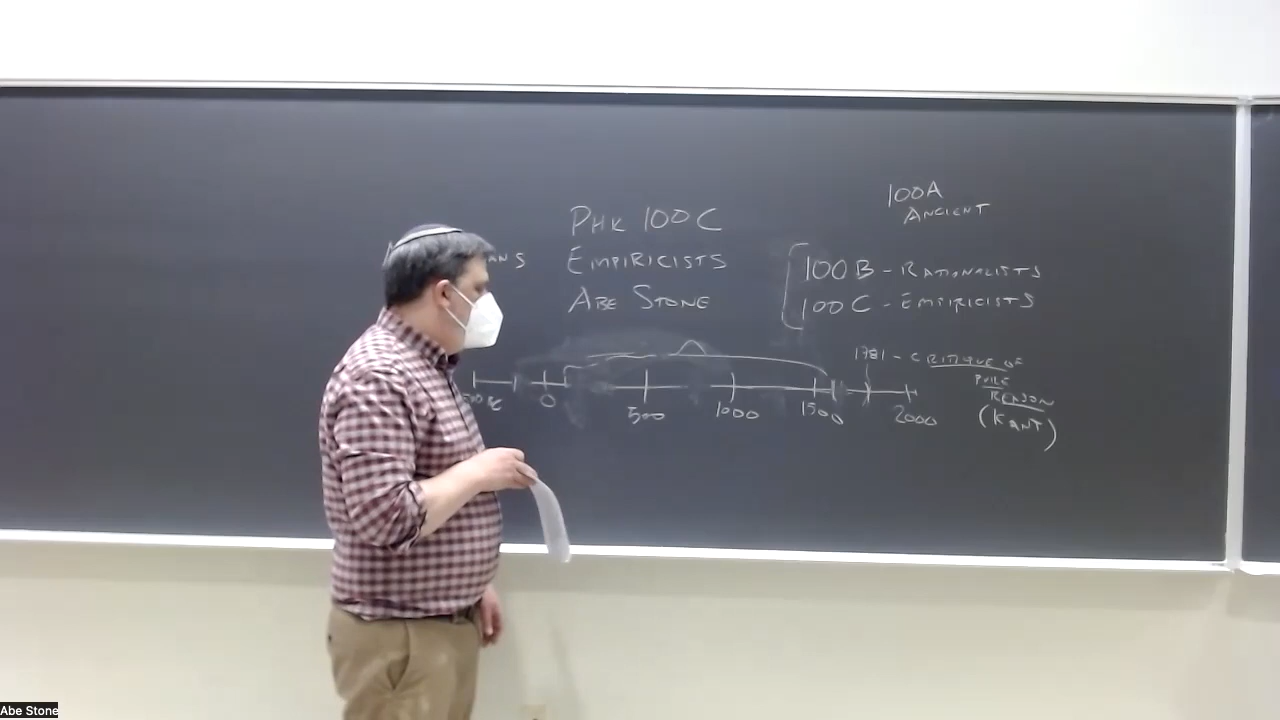 100A
ANCIENT
PHIL 100C
EMPIRICISTS
ABE STONE
100B - RATIONALISTS
100C - EMPIRICISTS
1781 - CRITIQUE OF
PURE
REASON
(KANT)
0
500
1000
1500
2000
Abe Stone